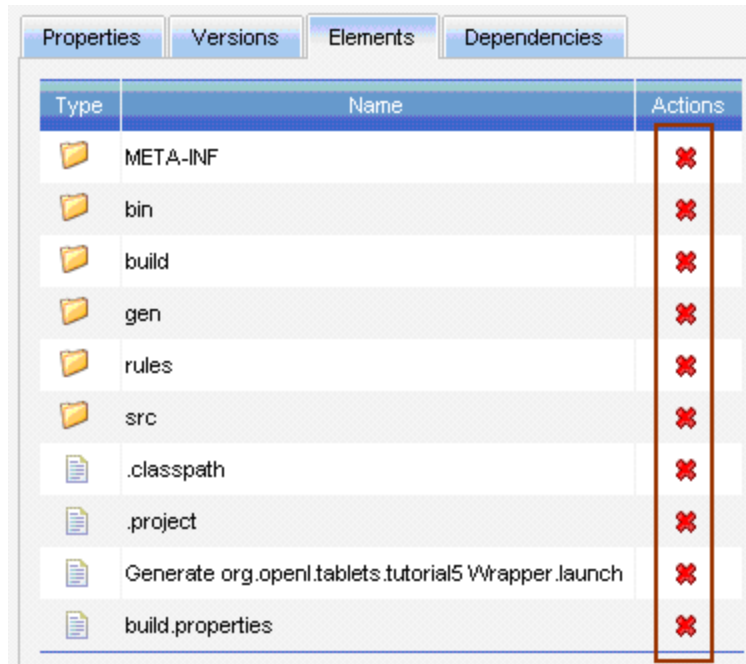 Properties Versions Elements Dependencies
Type Name Actions
META-INF
bin
build
gen
rules
src
.classpath
.project
Generate org.openl.tablets.tutorial5 Wrapper.launch
build.properties